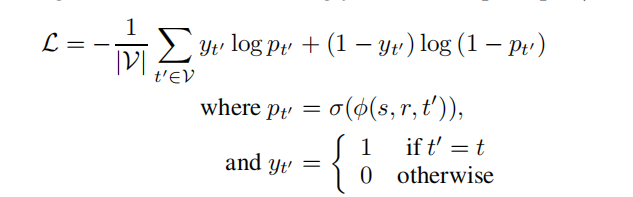 ℒ = − 1/|𝒱| ∑_{t′∈𝒱} y_{t′} log p_{t′} + (1 − y_{t′}) log (1 − p_{t′})
where p_{t′} = σ(ϕ(s, r, t′)),
and y_{t′} = { 1 if t′ = t
0 otherwise